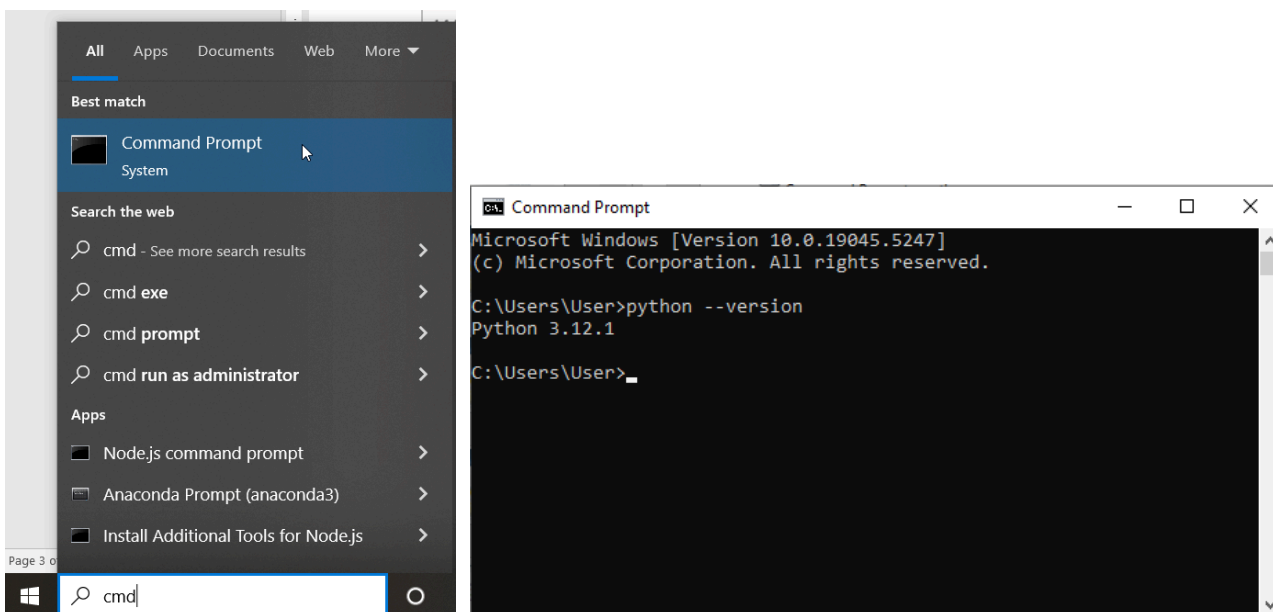 All Apps Documents Web More
Best match
Command Prompt
System
Search the web
cmd - See more search results
cmd exe
cmd prompt
cmd run as administrator
Apps
Node.js command prompt
Anaconda Prompt (anaconda3)
Install Additional Tools for Node.js
Page 3 o
cmd
Command Prompt
Microsoft Windows [Version 10.0.19045.5247]
(c) Microsoft Corporation. All rights reserved.
C:\Users\User>python --version
Python 3.12.1
C:\Users\User>